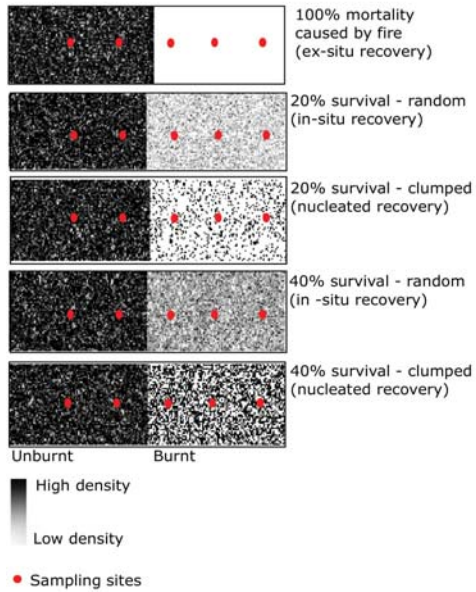 100% mortality
caused by fire
(ex-situ recovery)
20% survival - random
(in-situ recovery)
20% survival - clumped
(nucleated recovery)
40% survival - random
(in -situ recovery)
40% survival - clumped
(nucleated recovery)
Unburnt Burnt
High density
Low density
Sampling sites